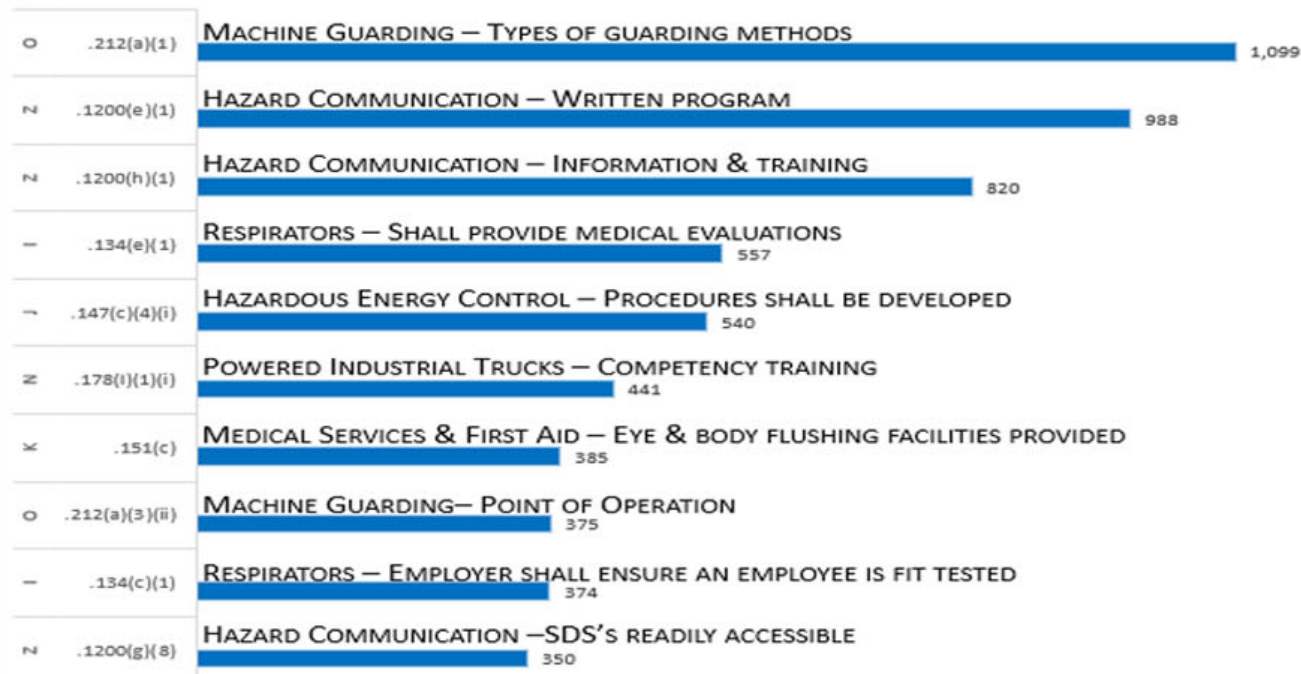 O .212(a)(1) MACHINE GUARDING – TYPES OF GUARDING METHODS 1,099
Z .1200(e)(1) HAZARD COMMUNICATION – WRITTEN PROGRAM 988
Z .1200(h)(1) HAZARD COMMUNICATION – INFORMATION & TRAINING 820
I .134(e)(1) RESPIRATORS – SHALL PROVIDE MEDICAL EVALUATIONS 557
J .147(c)(4)(i) HAZARDOUS ENERGY CONTROL – PROCEDURES SHALL BE DEVELOPED 540
N .178(l)(1)(i) POWERED INDUSTRIAL TRUCKS – COMPETENCY TRAINING 441
K .151(c) MEDICAL SERVICES & FIRST AID – EYE & BODY FLUSHING FACILITIES PROVIDED 385
O .212(a)(3)(ii) MACHINE GUARDING– POINT OF OPERATION 375
I .134(c)(1) RESPIRATORS – EMPLOYER SHALL ENSURE AN EMPLOYEE IS FIT TESTED 374
Z .1200(g)(8) HAZARD COMMUNICATION –SDS'S READILY ACCESSIBLE 350